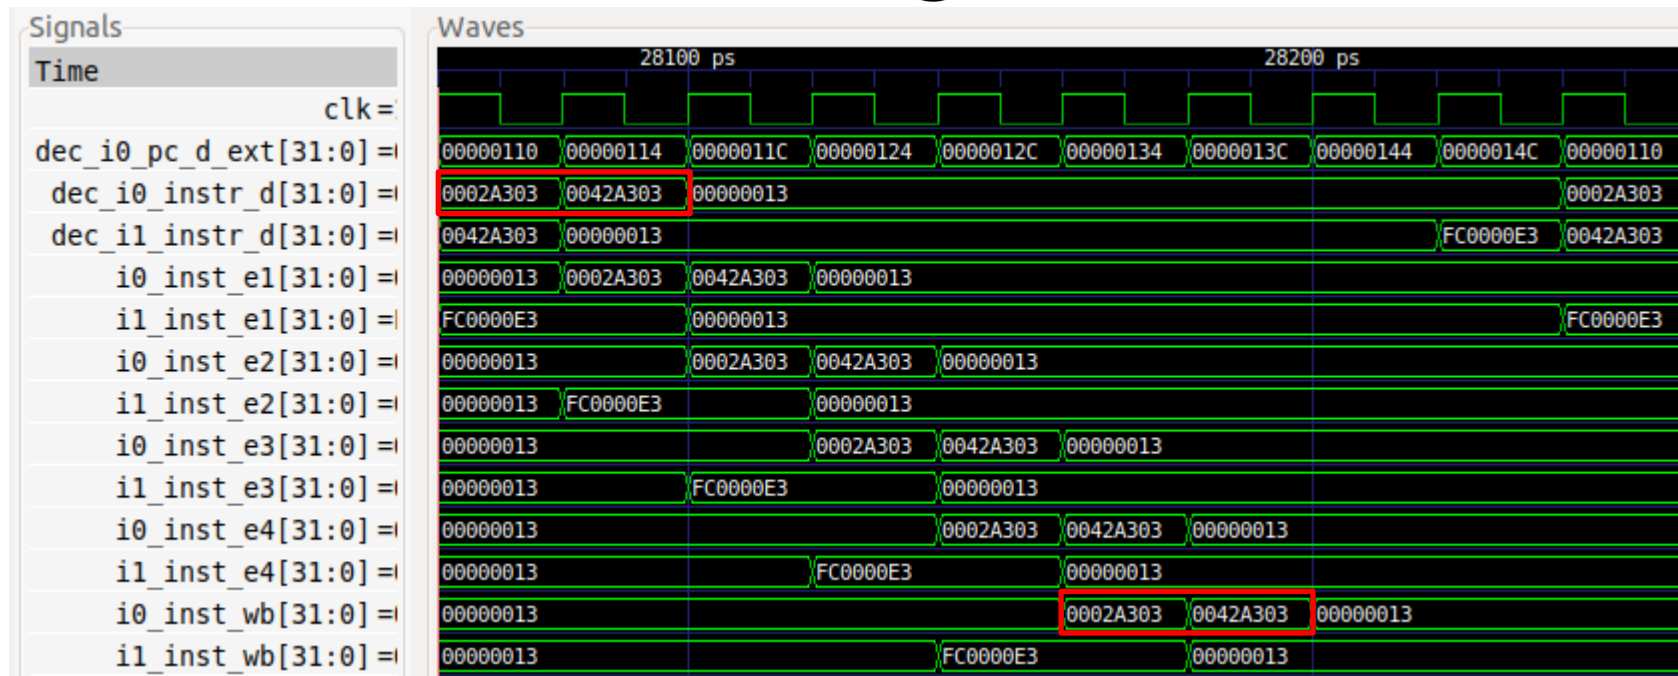 Signals Waves
Time 28100 ps 28200 ps
clk =
dec_i0_pc_d_ext[31:0] = 00000110 00000114 0000011C 00000124 0000012C 00000134 0000013C 00000144 0000014C 00000110
dec_i0_instr_d[31:0] = 0002A303 0042A303 00000013 0002A303
dec_i1_instr_d[31:0] = 0042A303 00000013 FC0000E3 0042A303
i0_inst_e1[31:0] = 00000013 0002A303 0042A303 00000013
i1_inst_e1[31:0] = FC0000E3 00000013 FC0000E3
i0_inst_e2[31:0] = 00000013 0002A303 0042A303 00000013
i1_inst_e2[31:0] = 00000013 FC0000E3 00000013
i0_inst_e3[31:0] = 00000013 0002A303 0042A303 00000013
i1_inst_e3[31:0] = 00000013 FC0000E3 00000013
i0_inst_e4[31:0] = 00000013 0002A303 0042A303 00000013
i1_inst_e4[31:0] = 00000013 FC0000E3 00000013
i0_inst_wb[31:0] = 00000013 0002A303 0042A303 00000013
i1_inst_wb[31:0] = 00000013 FC0000E3 00000013